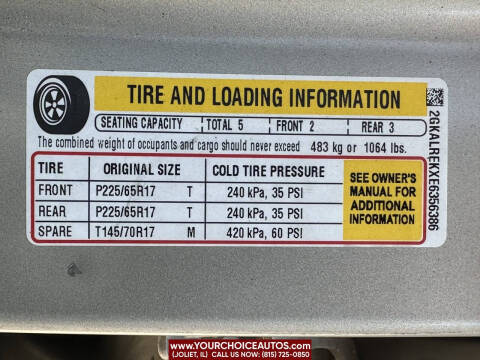 TIRE AND LOADING INFORMATION
SEATING CAPACITY TOTAL 5 FRONT 2 REAR 3
The combined weight of occupants and cargo should never exceed 483 kg or 1064 lbs.
TIRE ORIGINAL SIZE COLD TIRE PRESSURE
FRONT P225/65R17 T 240 kPa, 35 PSI
REAR P225/65R17 T 240 kPa, 35 PSI
SPARE T145/70R17 M 420 kPa, 60 PSI
SEE OWNER'S
MANUAL FOR
ADDITIONAL
INFORMATION
2GKALREKXE6356386
WWW.YOURCHOICEAUTOS.COM
(JOLIET, IL) CALL US NOW: (815) 725-0850